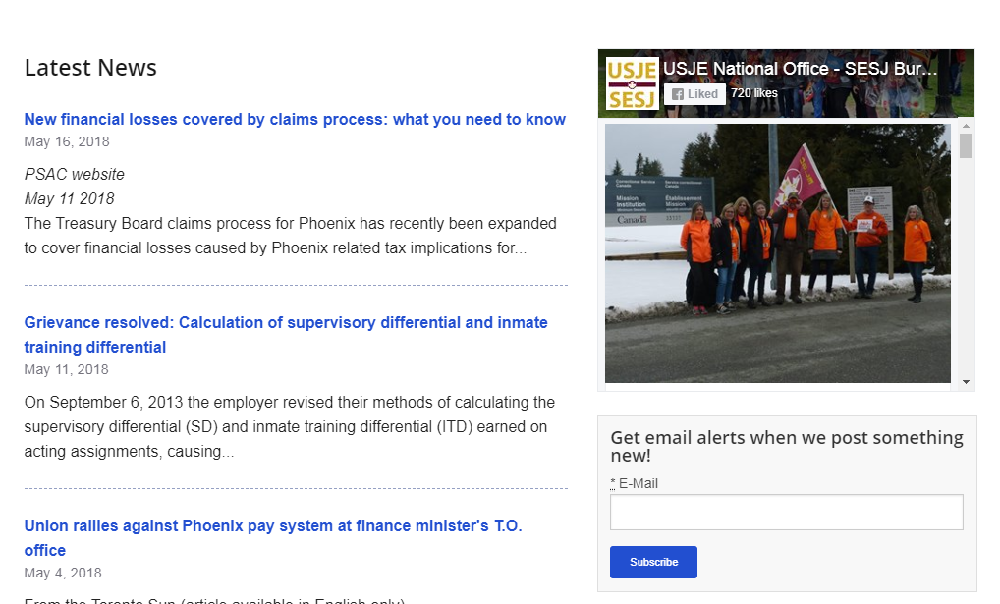 Latest News
New financial losses covered by claims process: what you need to know
May 16, 2018
PSAC website
May 11 2018
The Treasury Board claims process for Phoenix has recently been expanded
to cover financial losses caused by Phoenix related tax implications for...
Grievance resolved: Calculation of supervisory differential and inmate
training differential
May 11, 2018
On September 6, 2013 the employer revised their methods of calculating the
supervisory differential (SD) and inmate training differential (ITD) earned on
acting assignments, causing...
Union rallies against Phoenix pay system at finance minister's T.O.
office
May 4, 2018
From the Toronto Sun (article available in English only)
USJE
SESJ
USJE National Office - SESJ Bur...
Liked
720 likes
Correctional Service
Canada
Service correctionnel
Canada
Mission
Institution
Établissement
Mission
Canada
Get email alerts when we post something
new!
* E-Mail
Subscribe